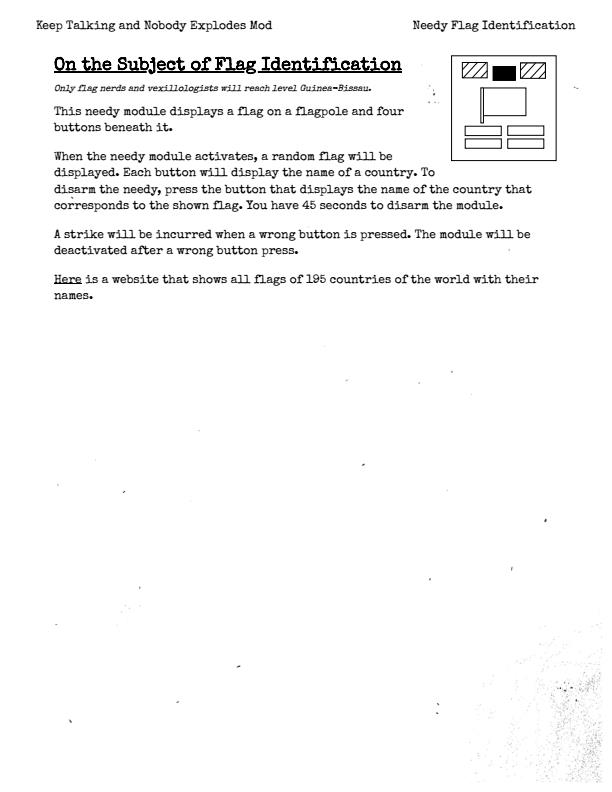 Keep Talking and Nobody Explodes Mod
Needy Flag Identification
On the Subject of Flag Identification
Only flag nerds and vexillologists will reach level Guinea-Bissau.
This needy module displays a flag on a flagpole and four
buttons beneath it.
When the needy module activates, a random flag will be
displayed. Each button will display the name of a country. To
disarm the needy, press the button that displays the name of the country that
corresponds to the shown flag. You have 45 seconds to disarm the module.
A strike will be incurred when a wrong button is pressed. The module will be
deactivated after a wrong button press.
Here is a website that shows all flags of 195 countries of the world with their
names.